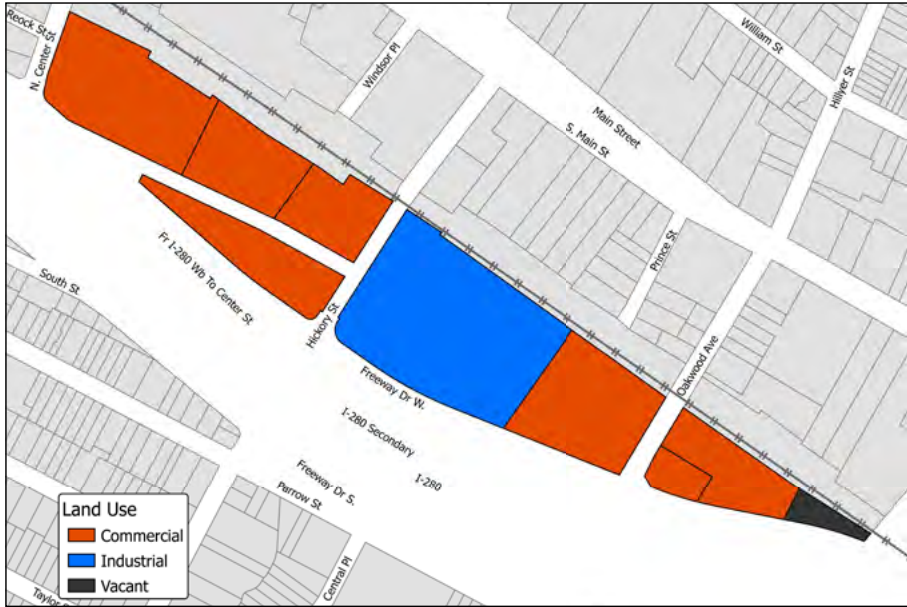 Reock St
N. Center St
Windsor Pl
William St
Hillyer St
Main Street
S. Main St
Prince St
South St
Fr I-280 Wb To Center St
Hickory St
Oakwood Ave
Freeway Dr W.
I-280 Secondary
I-280
Freeway Dr S.
Parrow St
Central Pl
Land Use
Commercial
Industrial
Vacant
Taylor